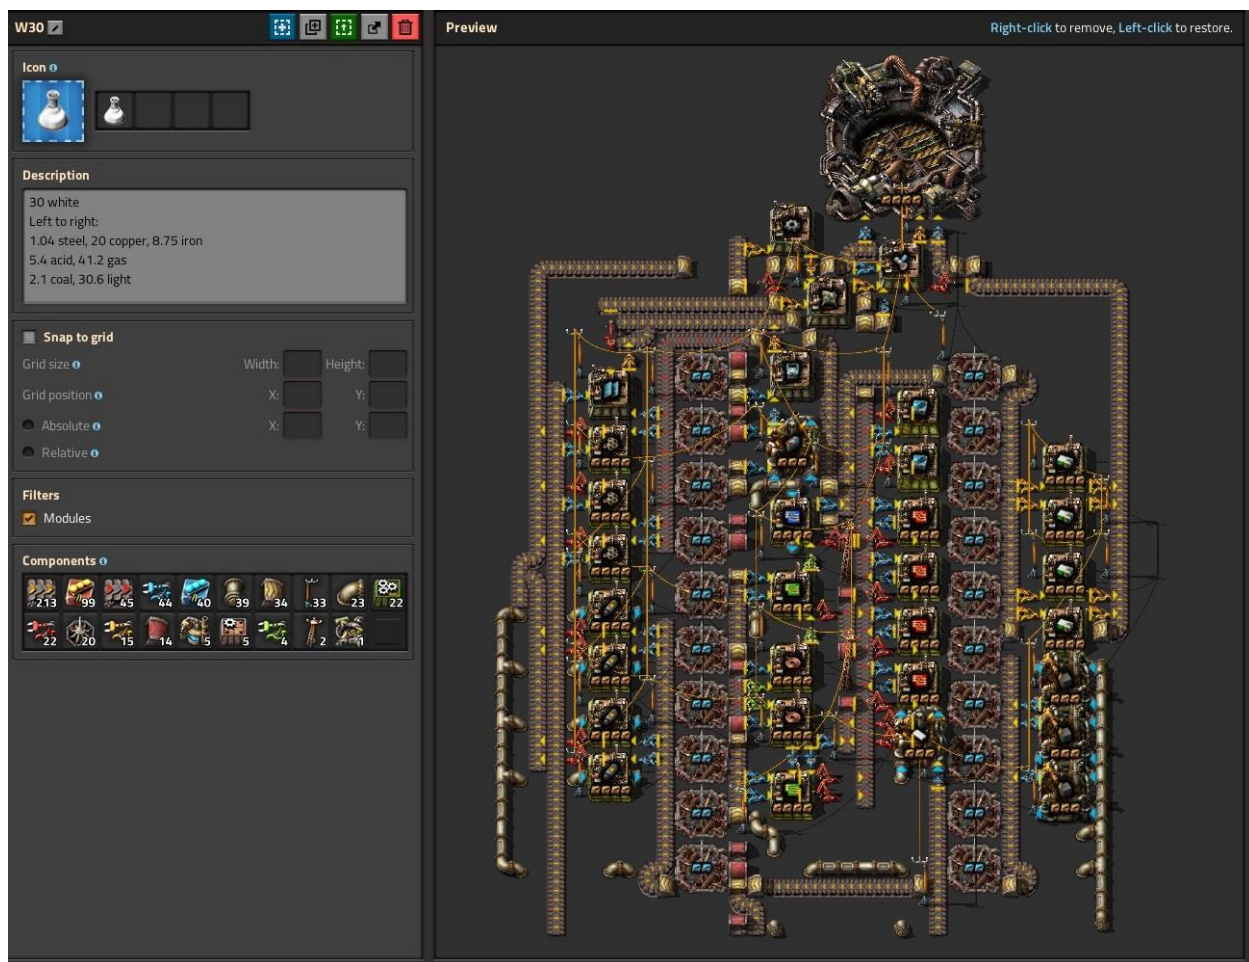 W30
Preview
Right-click to remove, Left-click to restore.
Icon
Description
30 white
Left to right:
1.04 steel, 20 copper, 8.75 iron
5.4 acid, 41.2 gas
2.1 coal, 30.6 light
Snap to grid
Grid size
Width:
Height:
Grid position
X:
Y:
Absolute
X:
Y:
Relative
Filters
Modules
Components
213 99 45 44 40 39 34 33 23 22
22 20 15 14 5 5 4 2 1